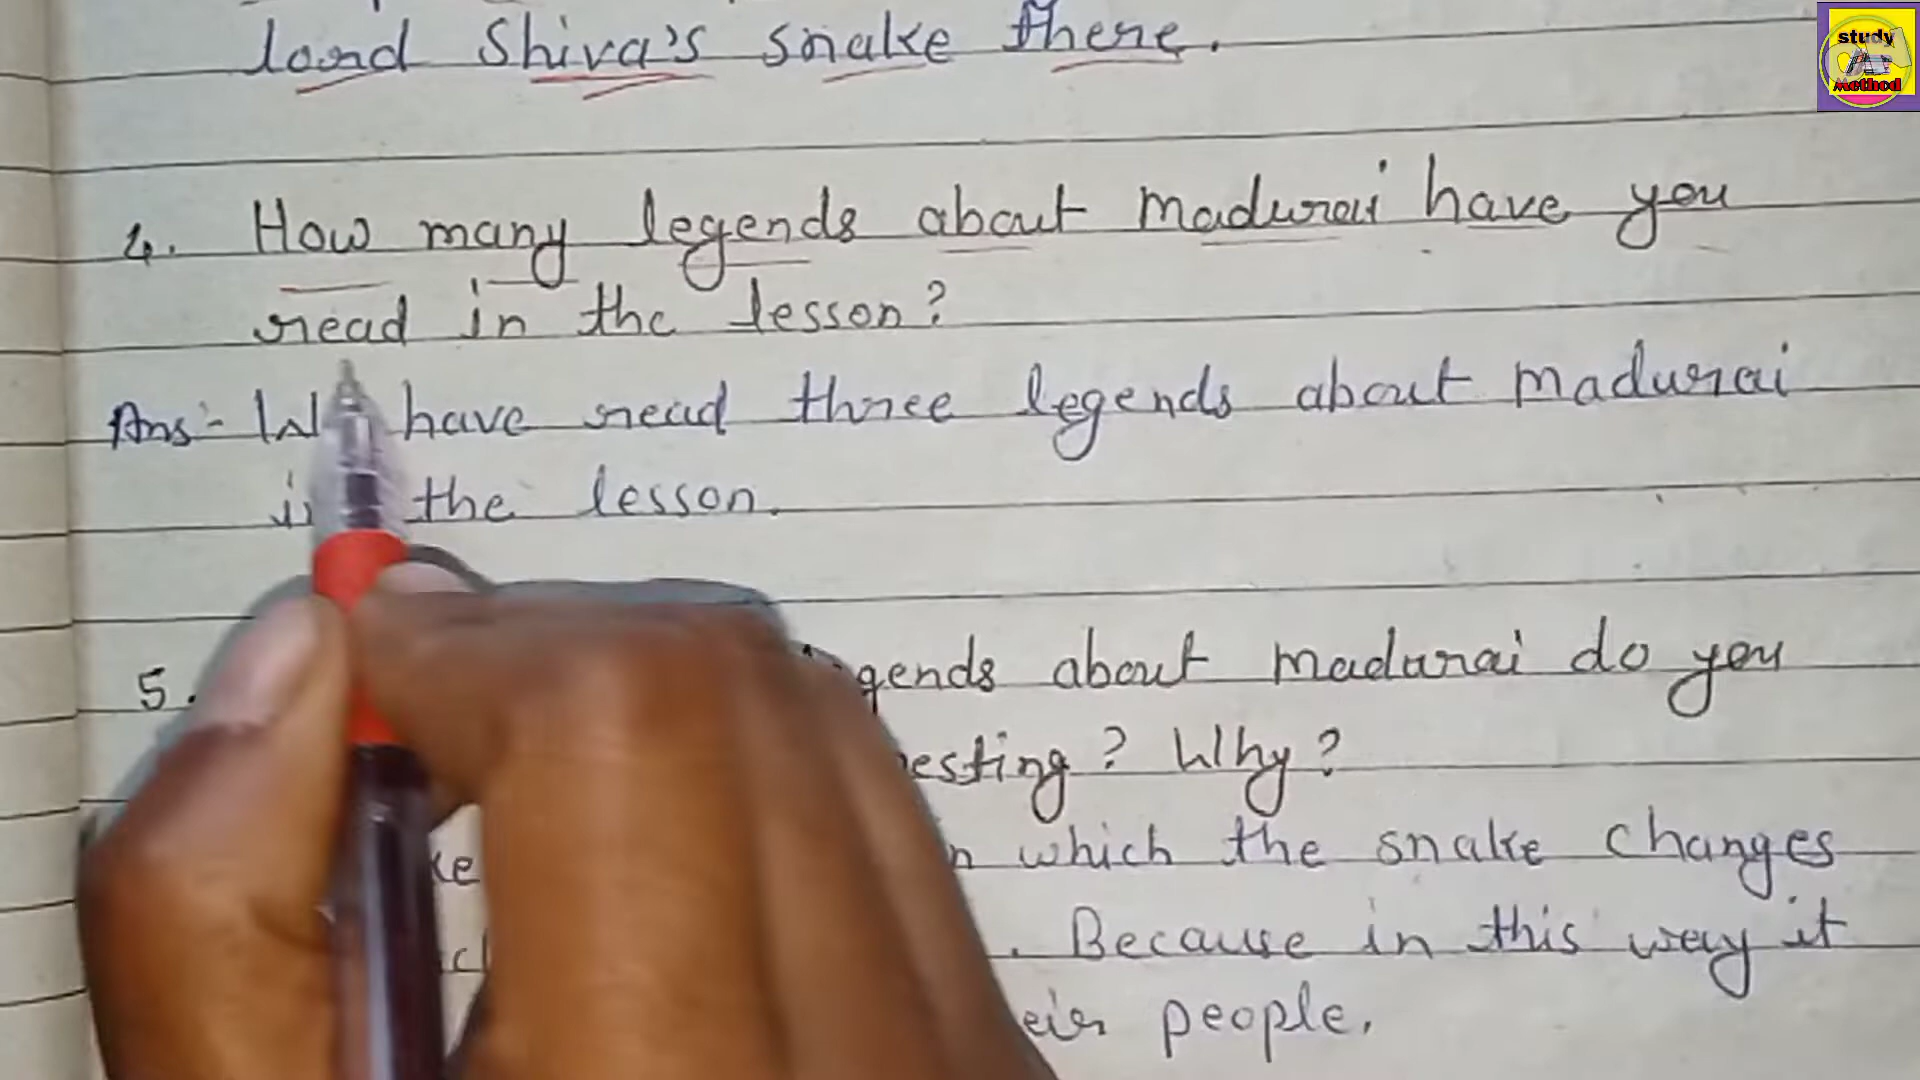 lord Shiva's snake there.
study
Method
4. How many legends about madurai have you
read in the lesson?
Ans:- have read three legends about madurai
the lesson.
5. about madurai do you
? Why?
which the snake changes
. Because in this way it
people.